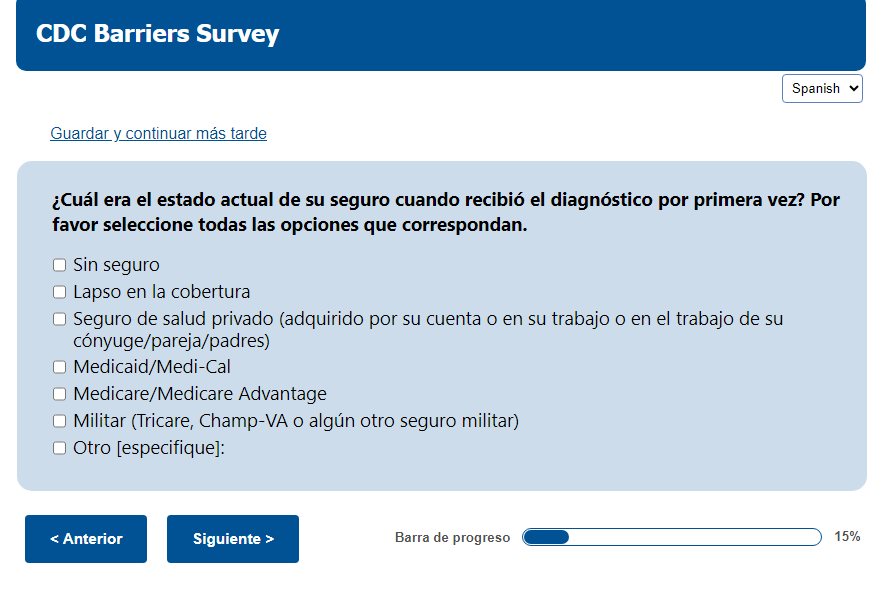 CDC Barriers Survey
Spanish
Guardar y continuar más tarde
¿Cuál era el estado actual de su seguro cuando recibió el diagnóstico por primera vez? Por
favor seleccione todas las opciones que correspondan.
Sin seguro
Lapso en la cobertura
Seguro de salud privado (adquirido por su cuenta o en su trabajo o en el trabajo de su
cónyuge/pareja/padres)
Medicaid/Medi-Cal
Medicare/Medicare Advantage
Militar (Tricare, Champ-VA o algún otro seguro militar)
Otro [especifique]:
< Anterior
Siguiente >
Barra de progreso
15%